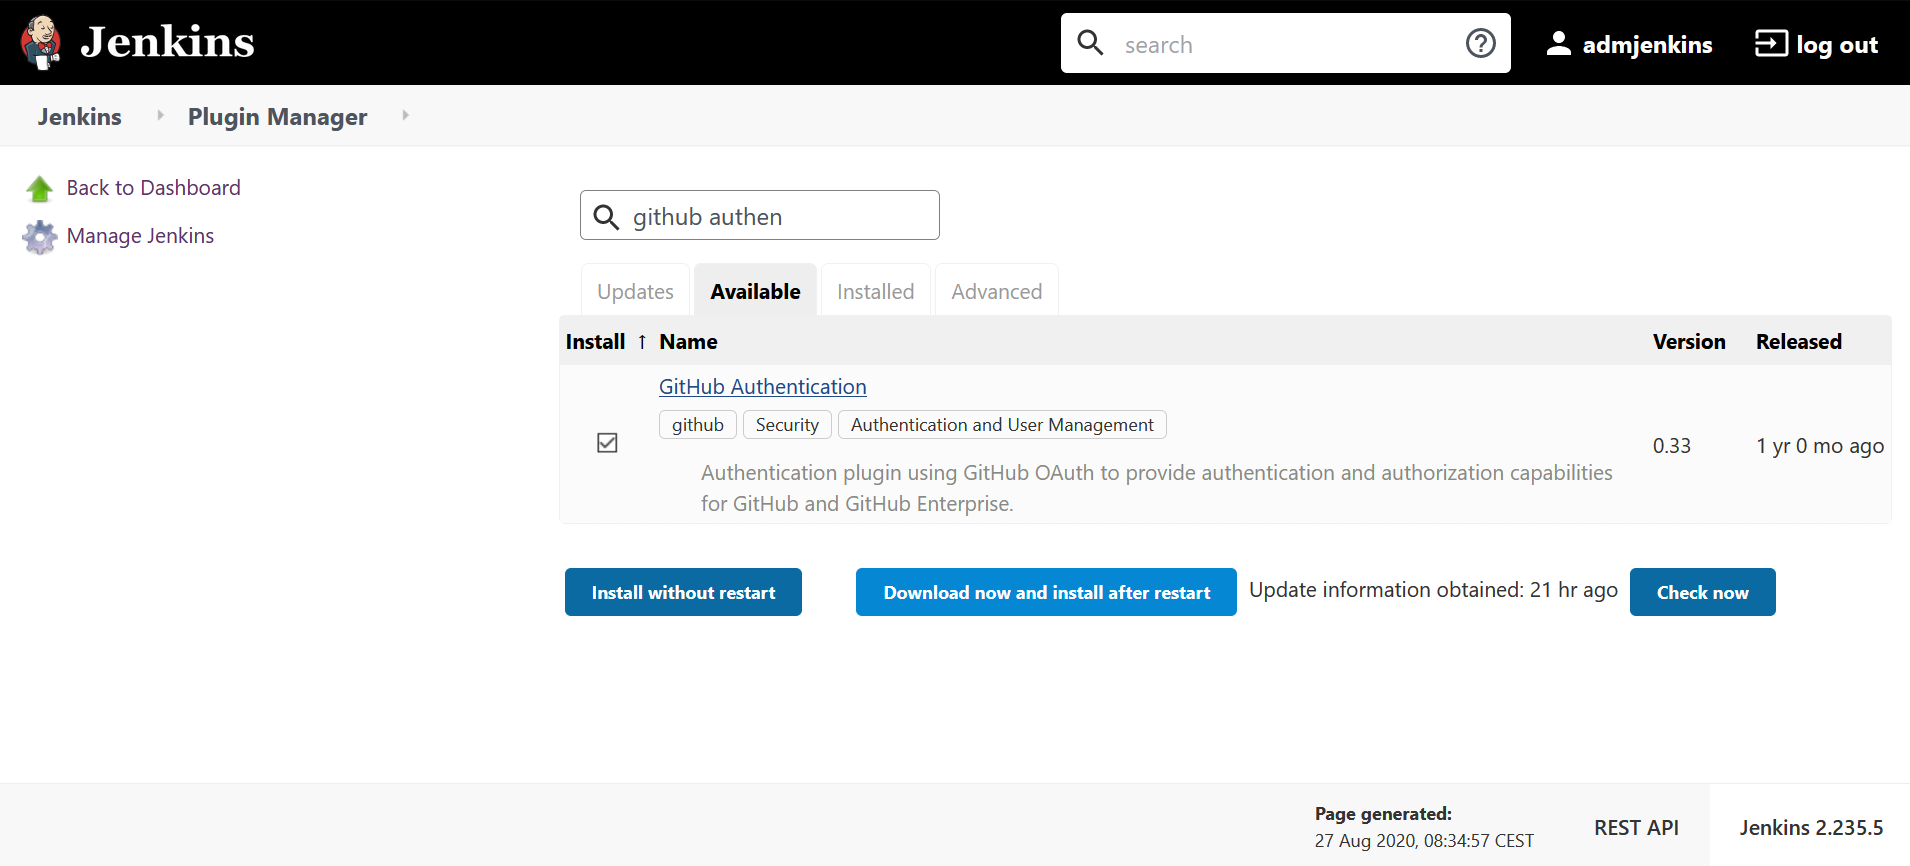 Jenkins
search
admjenkins
log out
Jenkins
Plugin Manager
Back to Dashboard
Manage Jenkins
github authen
Updates
Available
Installed
Advanced
Install ↑ Name
Version
Released
GitHub Authentication
github
Security
Authentication and User Management
Authentication plugin using GitHub OAuth to provide authentication and authorization capabilities
for GitHub and GitHub Enterprise.
0.33
1 yr 0 mo ago
Install without restart
Download now and install after restart
Update information obtained: 21 hr ago
Check now
Page generated:
27 Aug 2020, 08:34:57 CEST
REST API
Jenkins 2.235.5